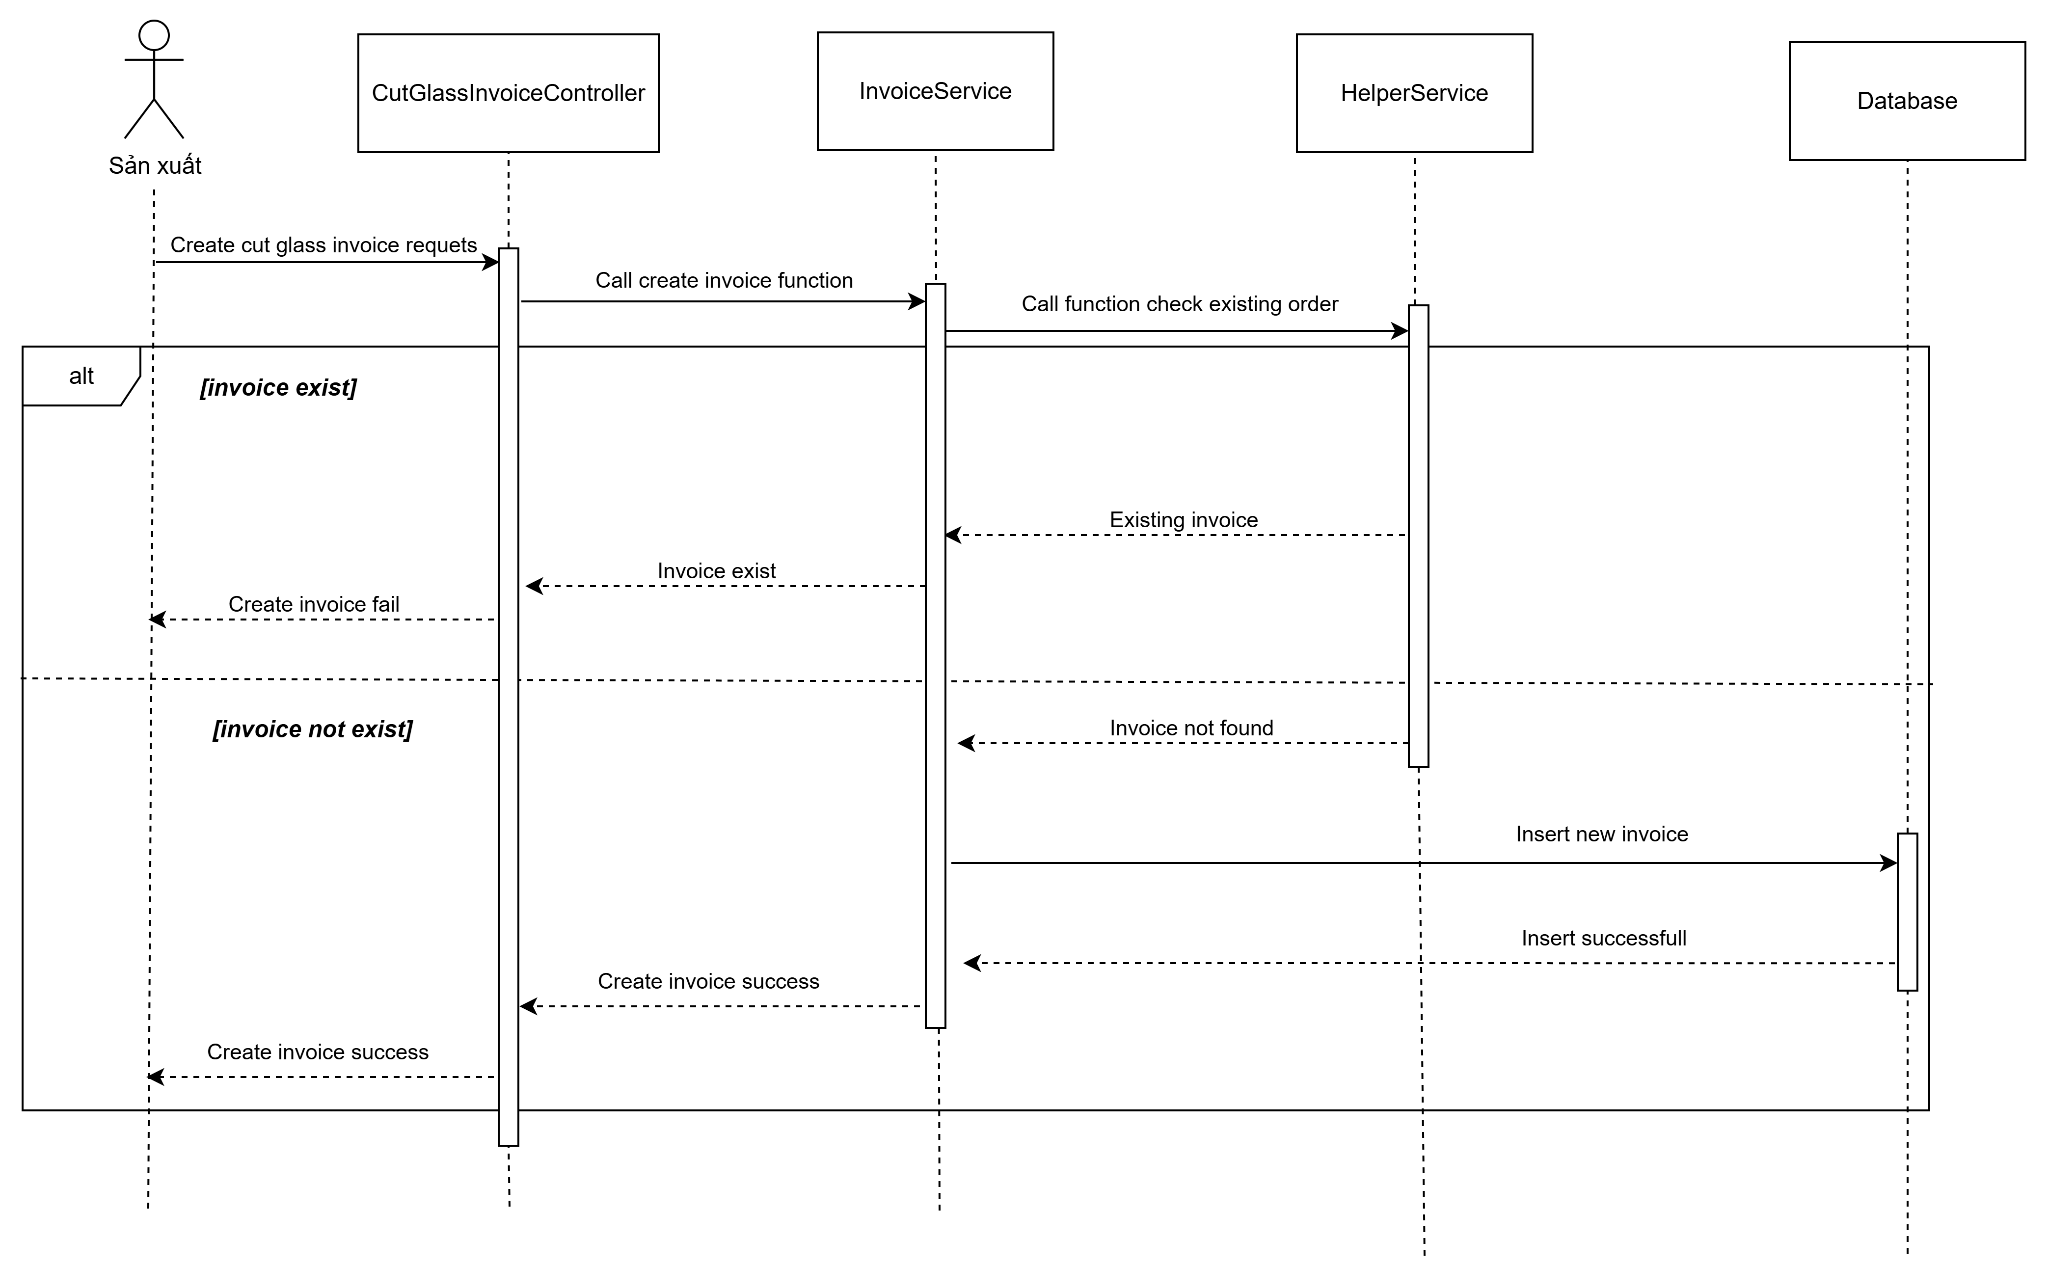 Sản xuất
CutGlassInvoiceController
InvoiceService
HelperService
Database
Create cut glass invoice requets
Call create invoice function
Call function check existing order
alt
[invoice exist]
Existing invoice
Invoice exist
Create invoice fail
[invoice not exist]
Invoice not found
Insert new invoice
Insert successfull
Create invoice success
Create invoice success